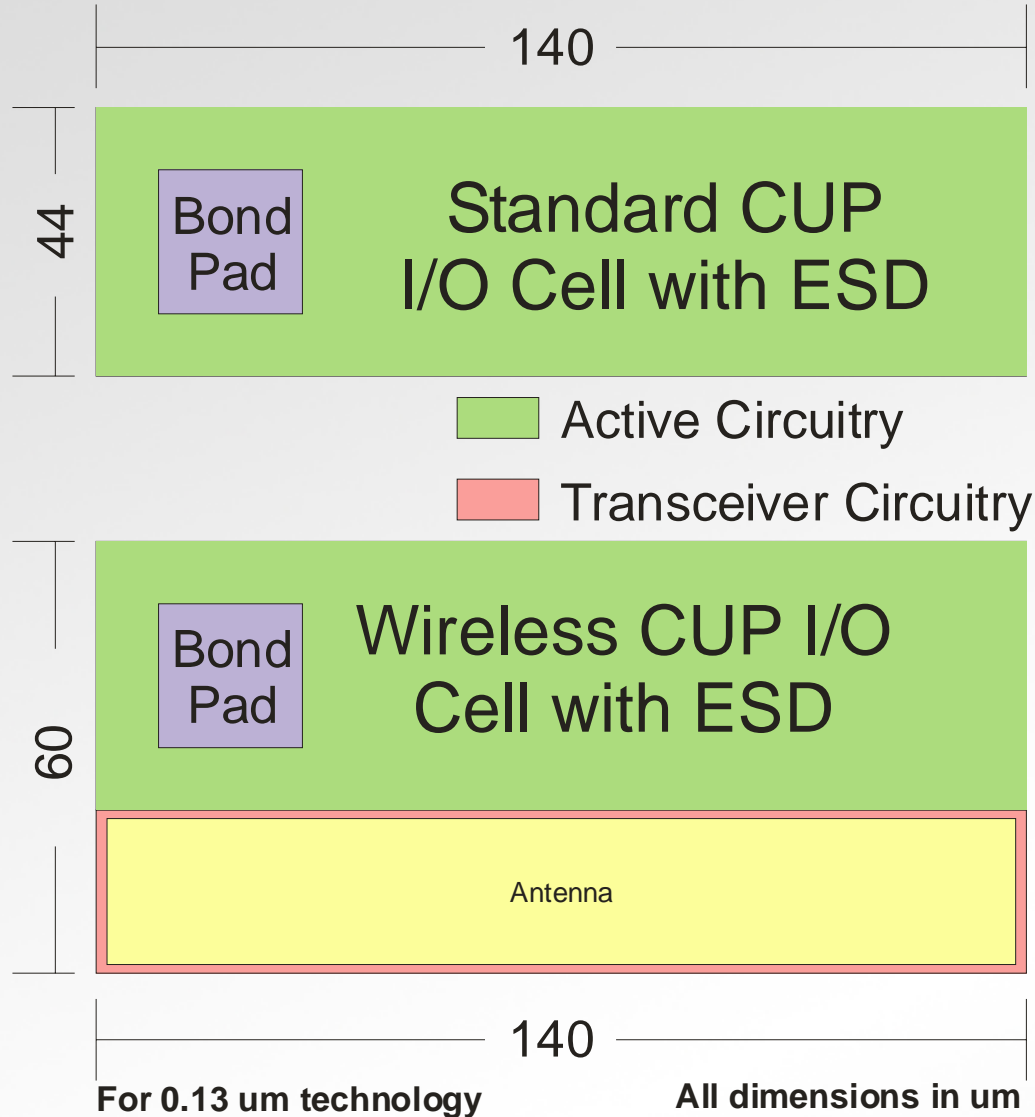 140
44
Bond
Pad
Standard CUP
I/O Cell with ESD
Active Circuitry
Transceiver Circuitry
60
Bond
Pad
Wireless CUP I/O
Cell with ESD
Antenna
140
For 0.13 um technology
All dimensions in um